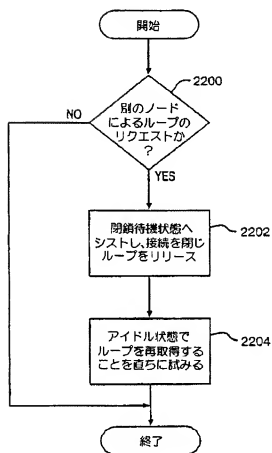 開始
2200
別のノード
によるループの
リクエストか
?
NO
YES
閉鎖待機状態へ
シストし、接続を閉じ
ループをリリース
2202
アイドル状態で
ループを再取得する
ことを直ちに試みる
2204
終了